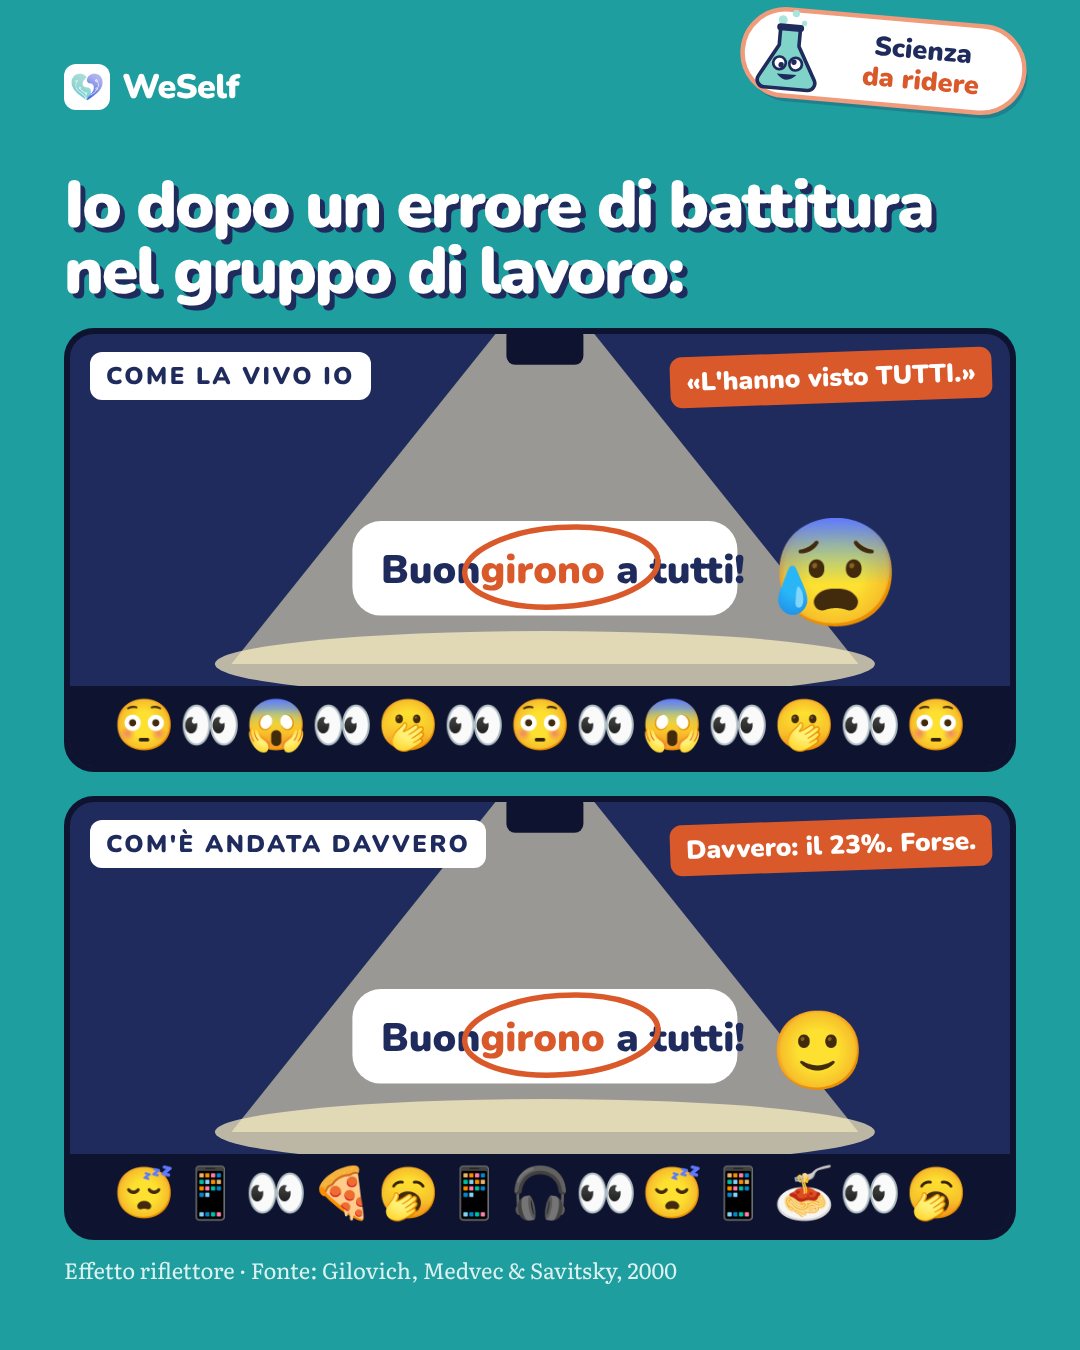 WeSelf
Scienza
da ridere
Io dopo un errore di battitura
nel gruppo di lavoro:
COME LA VIVO IO
«L'hanno visto TUTTI.»
Buongirono a tutti!
COM'È ANDATA DAVVERO
Davvero: il 23%. Forse.
Buongirono a tutti!
Effetto riflettore · Fonte: Gilovich, Medvec & Savitsky, 2000